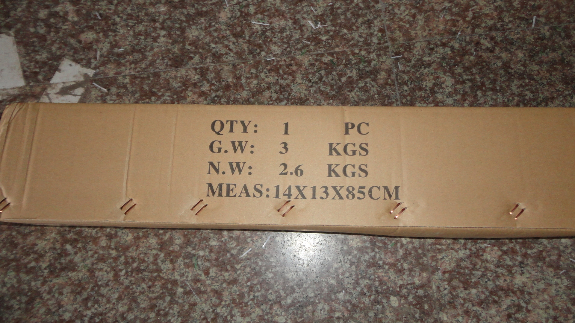 QTY: 1 PC
G.W: 3 KGS
N.W: 2.6 KGS
MEAS:14X13X85CM